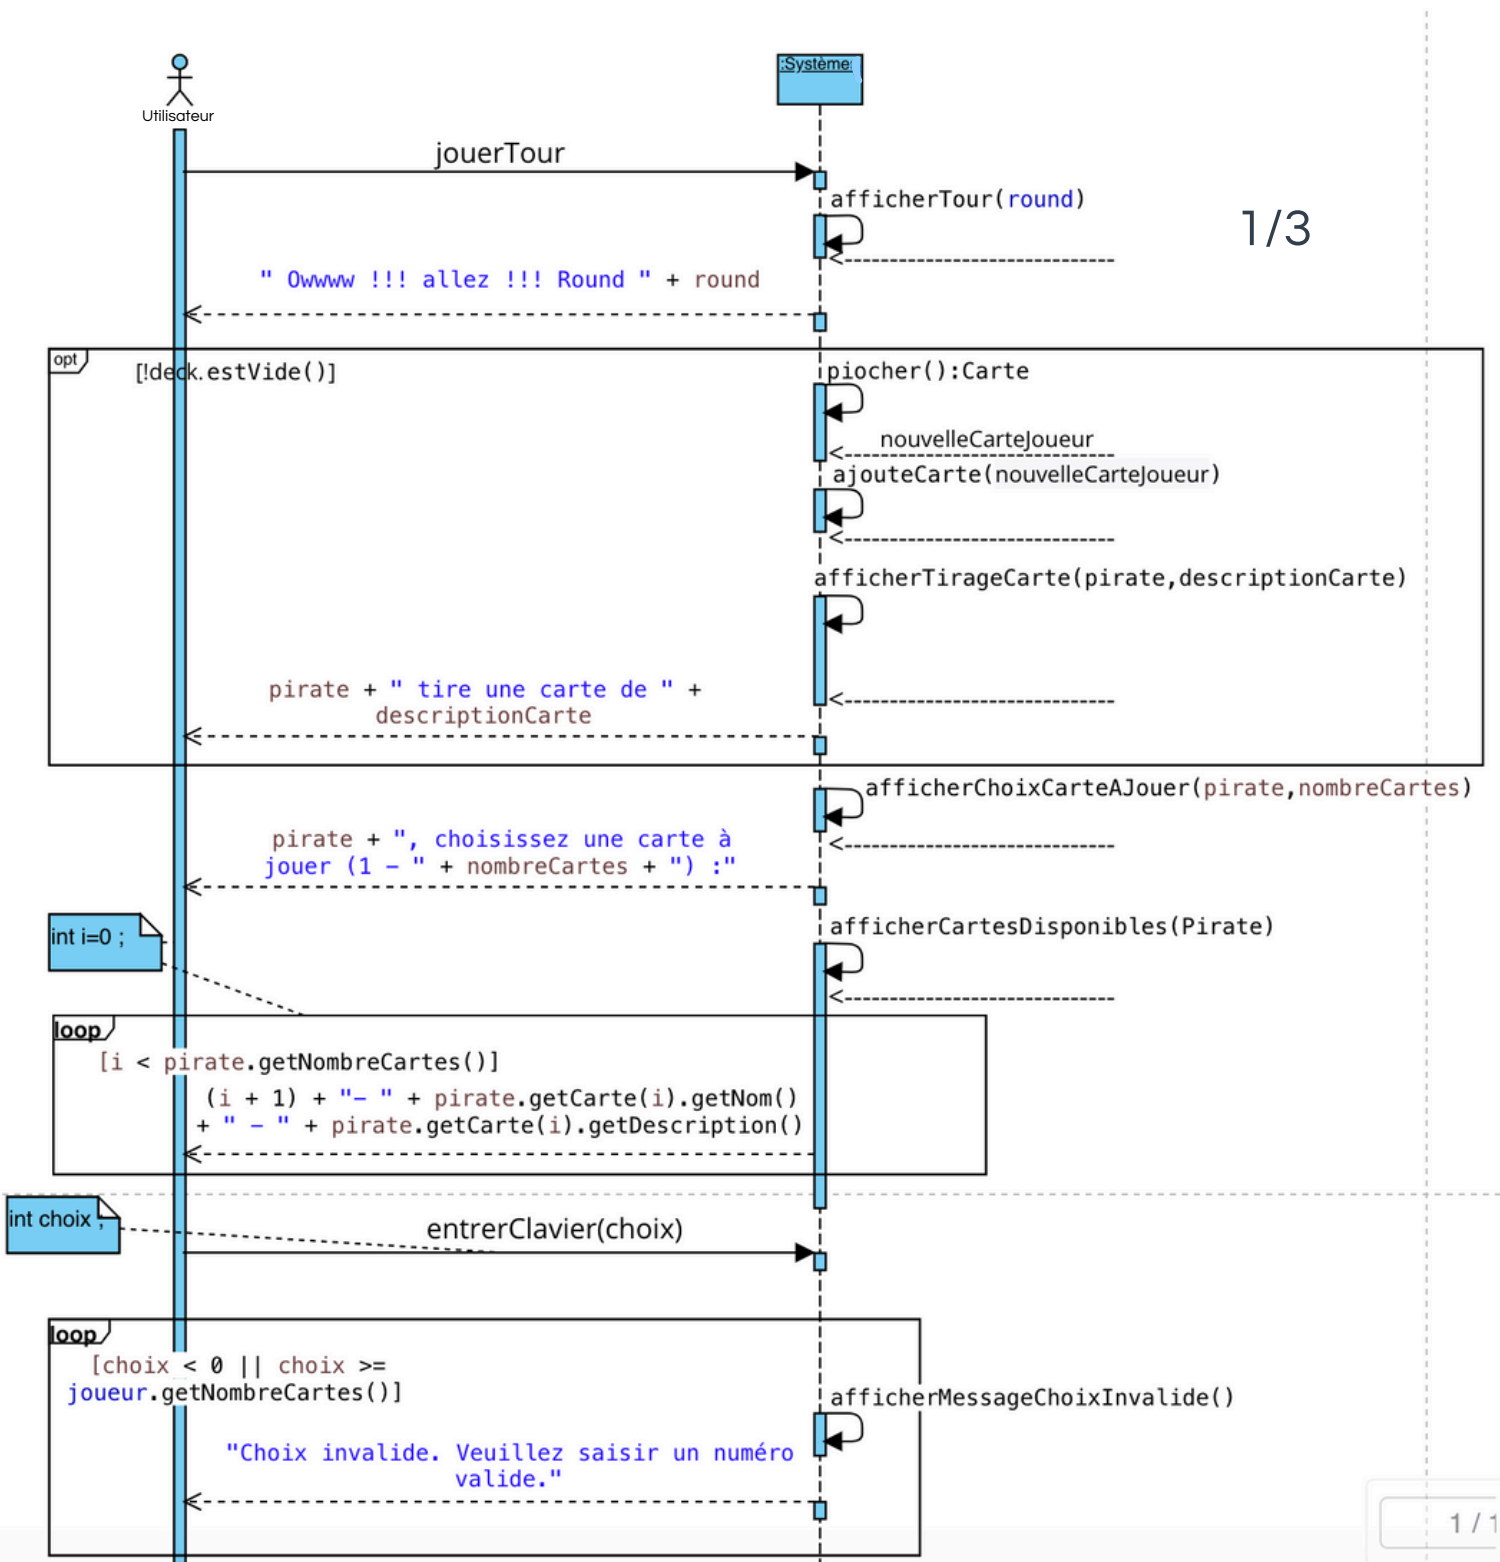 Utilisateur
:Système
jouerTour
afficherTour(round)
1/3
" Owwww !!! allez !!! Round " + round
opt
[!deck.estVide()]
piocher():Carte
nouvelleCarteJoueur
ajouteCarte(nouvelleCarteJoueur)
afficherTirageCarte(pirate,descriptionCarte)
pirate + " tire une carte de " +
descriptionCarte
afficherChoixCarteAJouer(pirate,nombreCartes)
pirate + ", choisissez une carte à
jouer (1 – " + nombreCartes + ") :"
int i=0 ;
afficherCartesDisponibles(Pirate)
loop
[i < pirate.getNombreCartes()]
(i + 1) + "– " + pirate.getCarte(i).getNom()
+ " – " + pirate.getCarte(i).getDescription()
int choix ;
entrerClavier(choix)
loop
[choix < 0 || choix >=
joueur.getNombreCartes()]
afficherMessageChoixInvalide()
"Choix invalide. Veuillez saisir un numéro
valide."
1 / 1